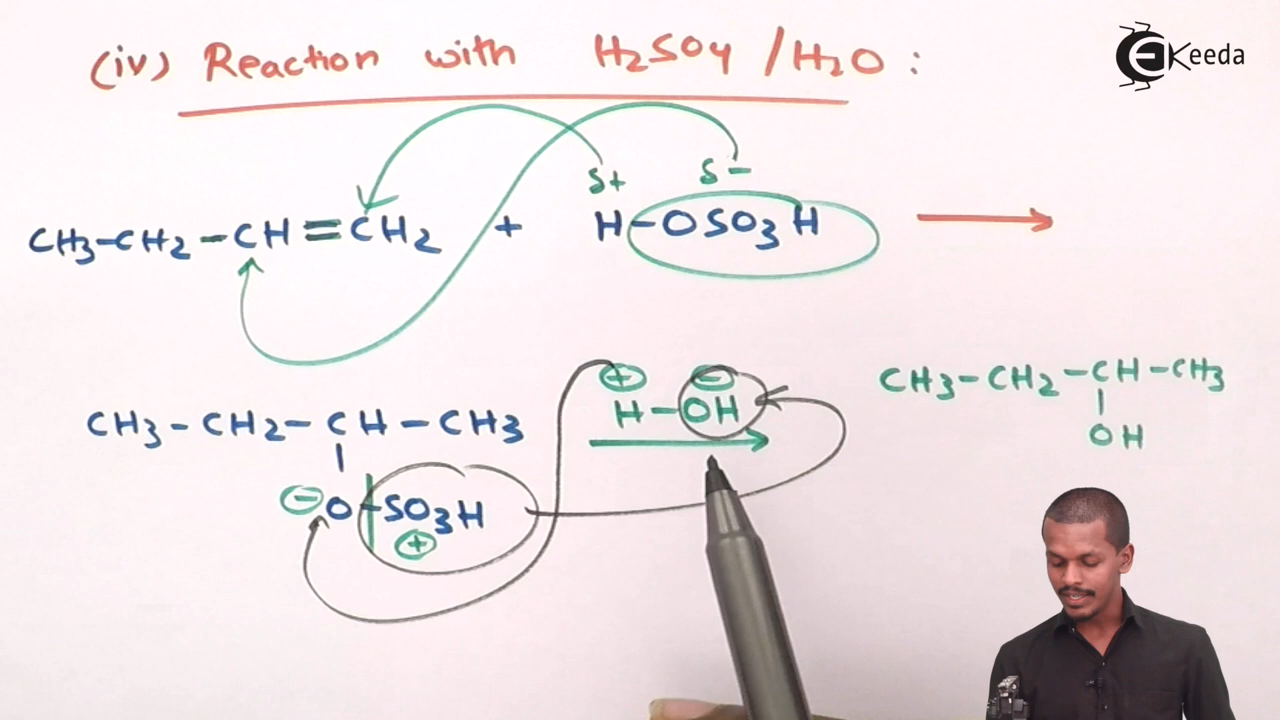 (iv) Reaction with H2SO4 /H2O :
EKeeda
δ+ δ-
CH3-CH2-CH=CH2 + H-OSO3H →
⊕ ⊖
H-OH
CH3-CH2-CH-CH3
OH
CH3-CH2-CH-CH3
⊖ O-SO3H
⊕